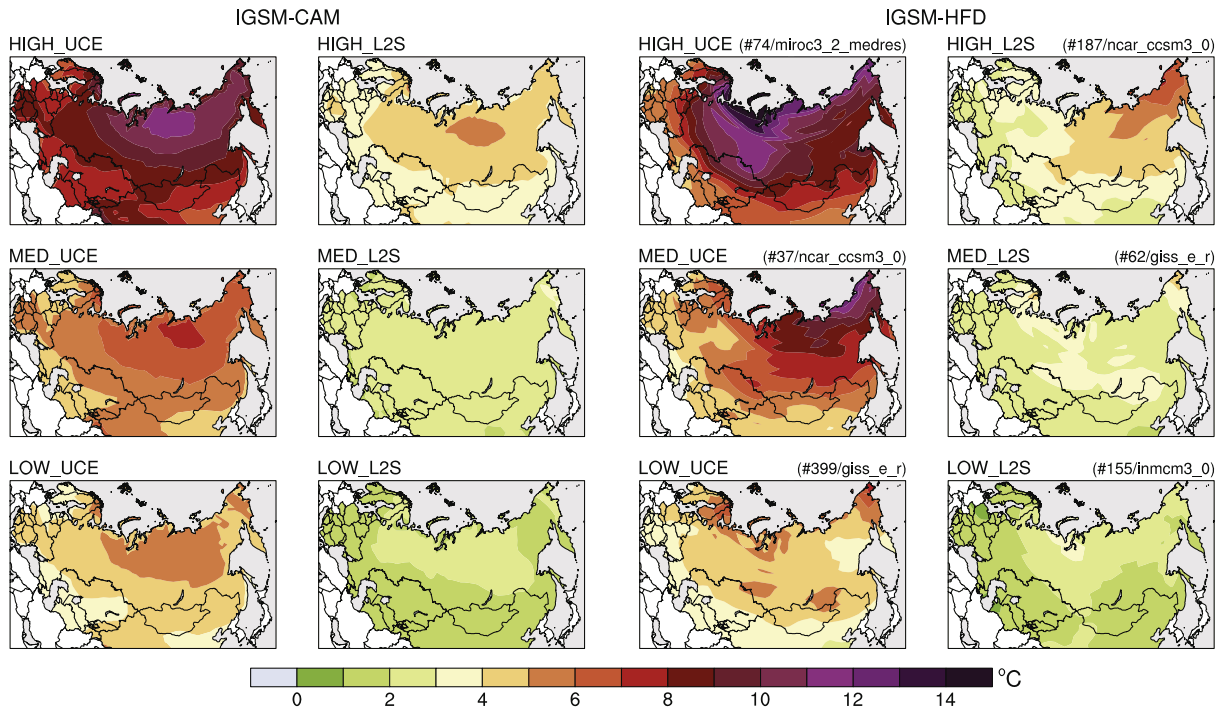 IGSM-CAM IGSM-HFD
HIGH_UCE HIGH_L2S HIGH_UCE (#74/miroc3_2_medres) HIGH_L2S (#187/ncar_ccsm3_0)
MED_UCE MED_L2S MED_UCE (#37/ncar_ccsm3_0) MED_L2S (#62/giss_e_r)
LOW_UCE LOW_L2S LOW_UCE (#399/giss_e_r) LOW_L2S (#155/inmcm3_0)
0 2 4 6 8 10 12 14 °C